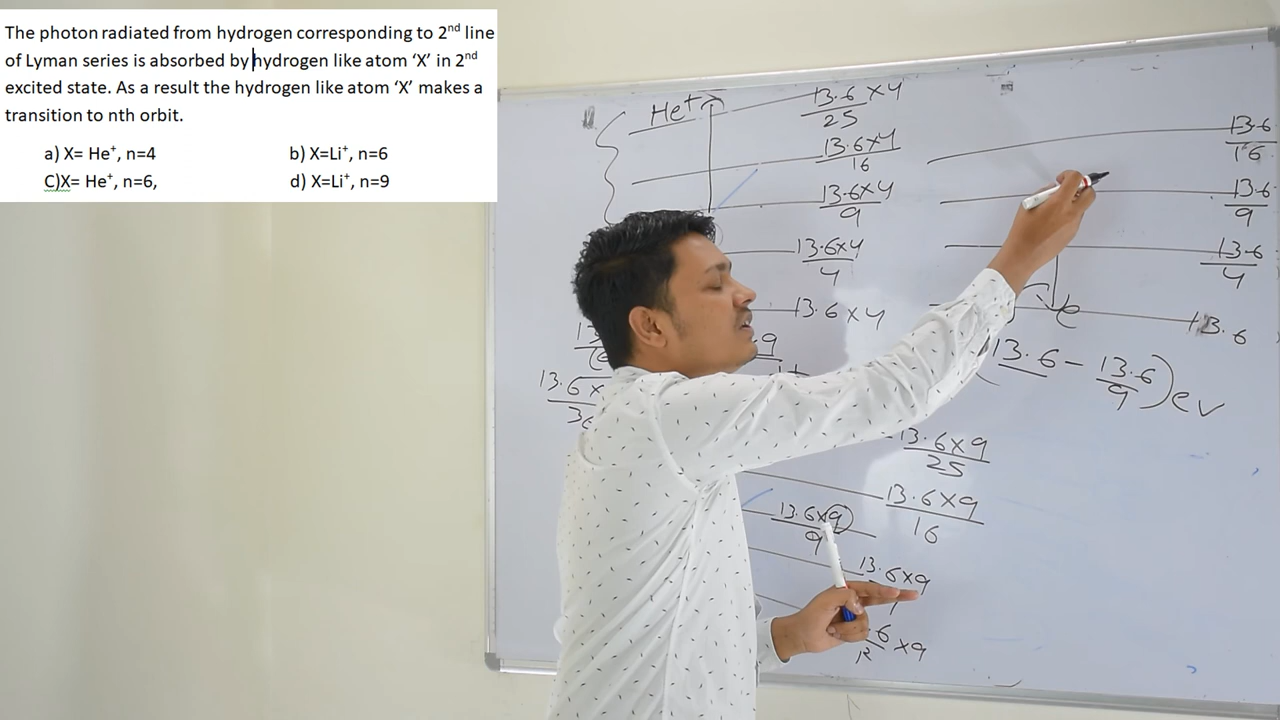 The photon radiated from hydrogen corresponding to 2nd line
of Lyman series is absorbed by hydrogen like atom ‘X’ in 2nd
excited state. As a result the hydrogen like atom ‘X’ makes a
transition to nth orbit.
a) X= He+, n=4 b) X=Li+, n=6
C)X= He+, n=6, d) X=Li+, n=9
He+
13.6×4
25
13.6×4
16
13.6×4
9
13.6×4
4
13.6×4
13.6
16
13.6
9
13.6
4
13.6
e
13.6 - 13.6
9
) ev
13.6×
13.6×9
25
13.6×9
16
13.6×9
9
13.6×9
×9